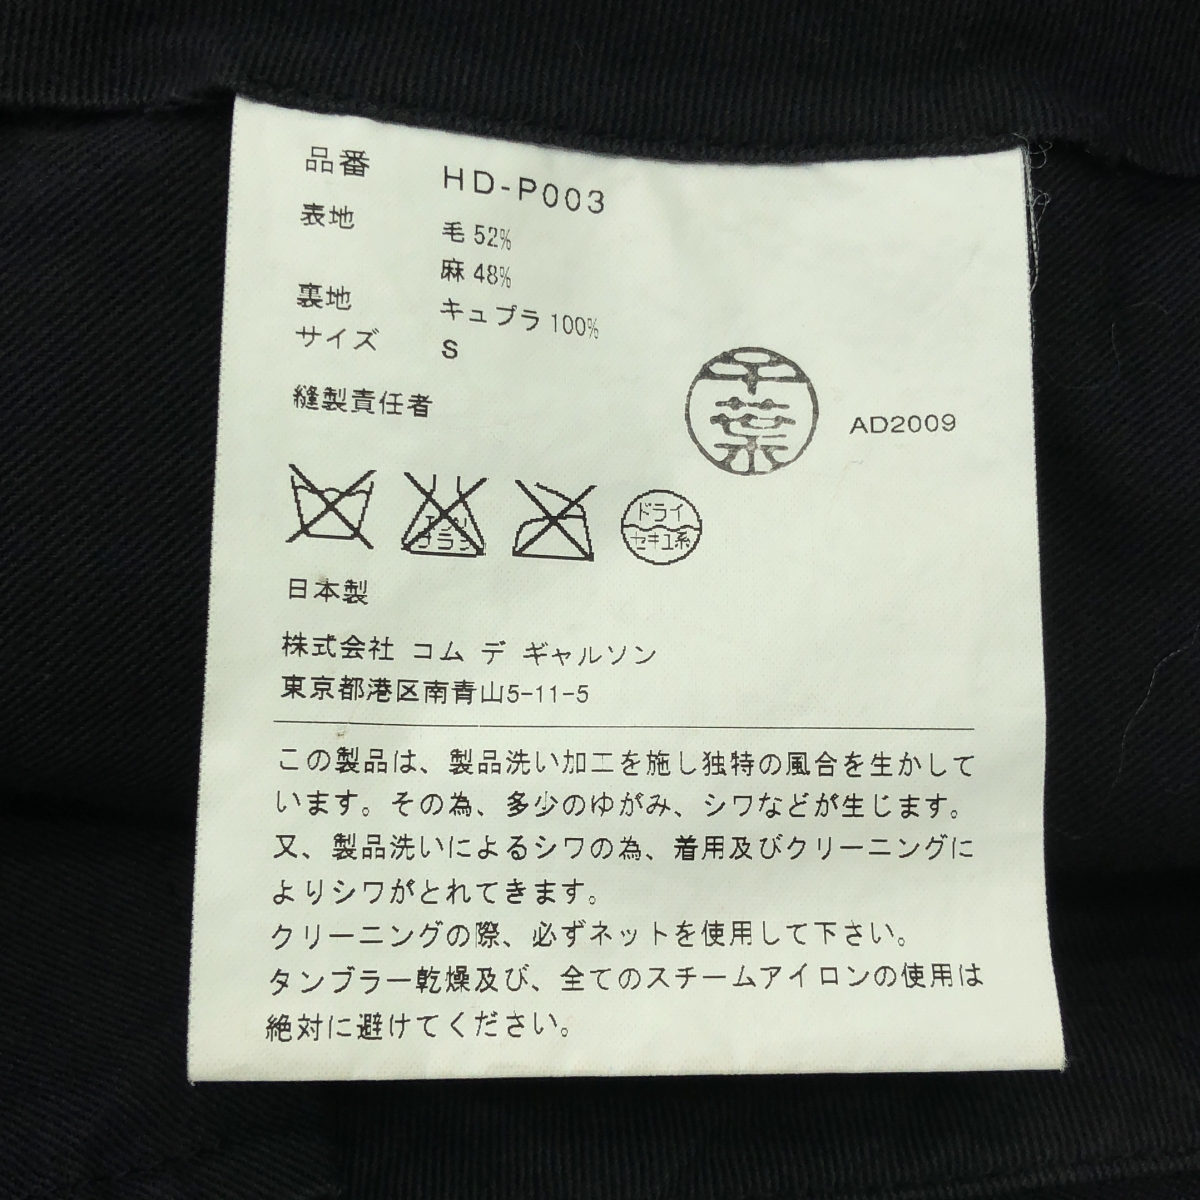 品番 HD-P003
表地 毛 52%
麻 48%
裏地 キュプラ 100%
サイズ S
縫製責任者 千葉 AD2009
エンソ
ドライ
サラシ
セキユ系
日本製
株式会社 コム デ ギャルソン
東京都港区南青山5-11-5
この製品は、製品洗い加工を施し独特の風合を生かして
います。その為、多少のゆがみ、シワなどが生じます。
又、製品洗いによるシワの為、着用及びクリーニングに
よりシワがとれてきます。
クリーニングの際、必ずネットを使用して下さい。
タンブラー乾燥及び、全てのスチームアイロンの使用は
絶対に避けてください。